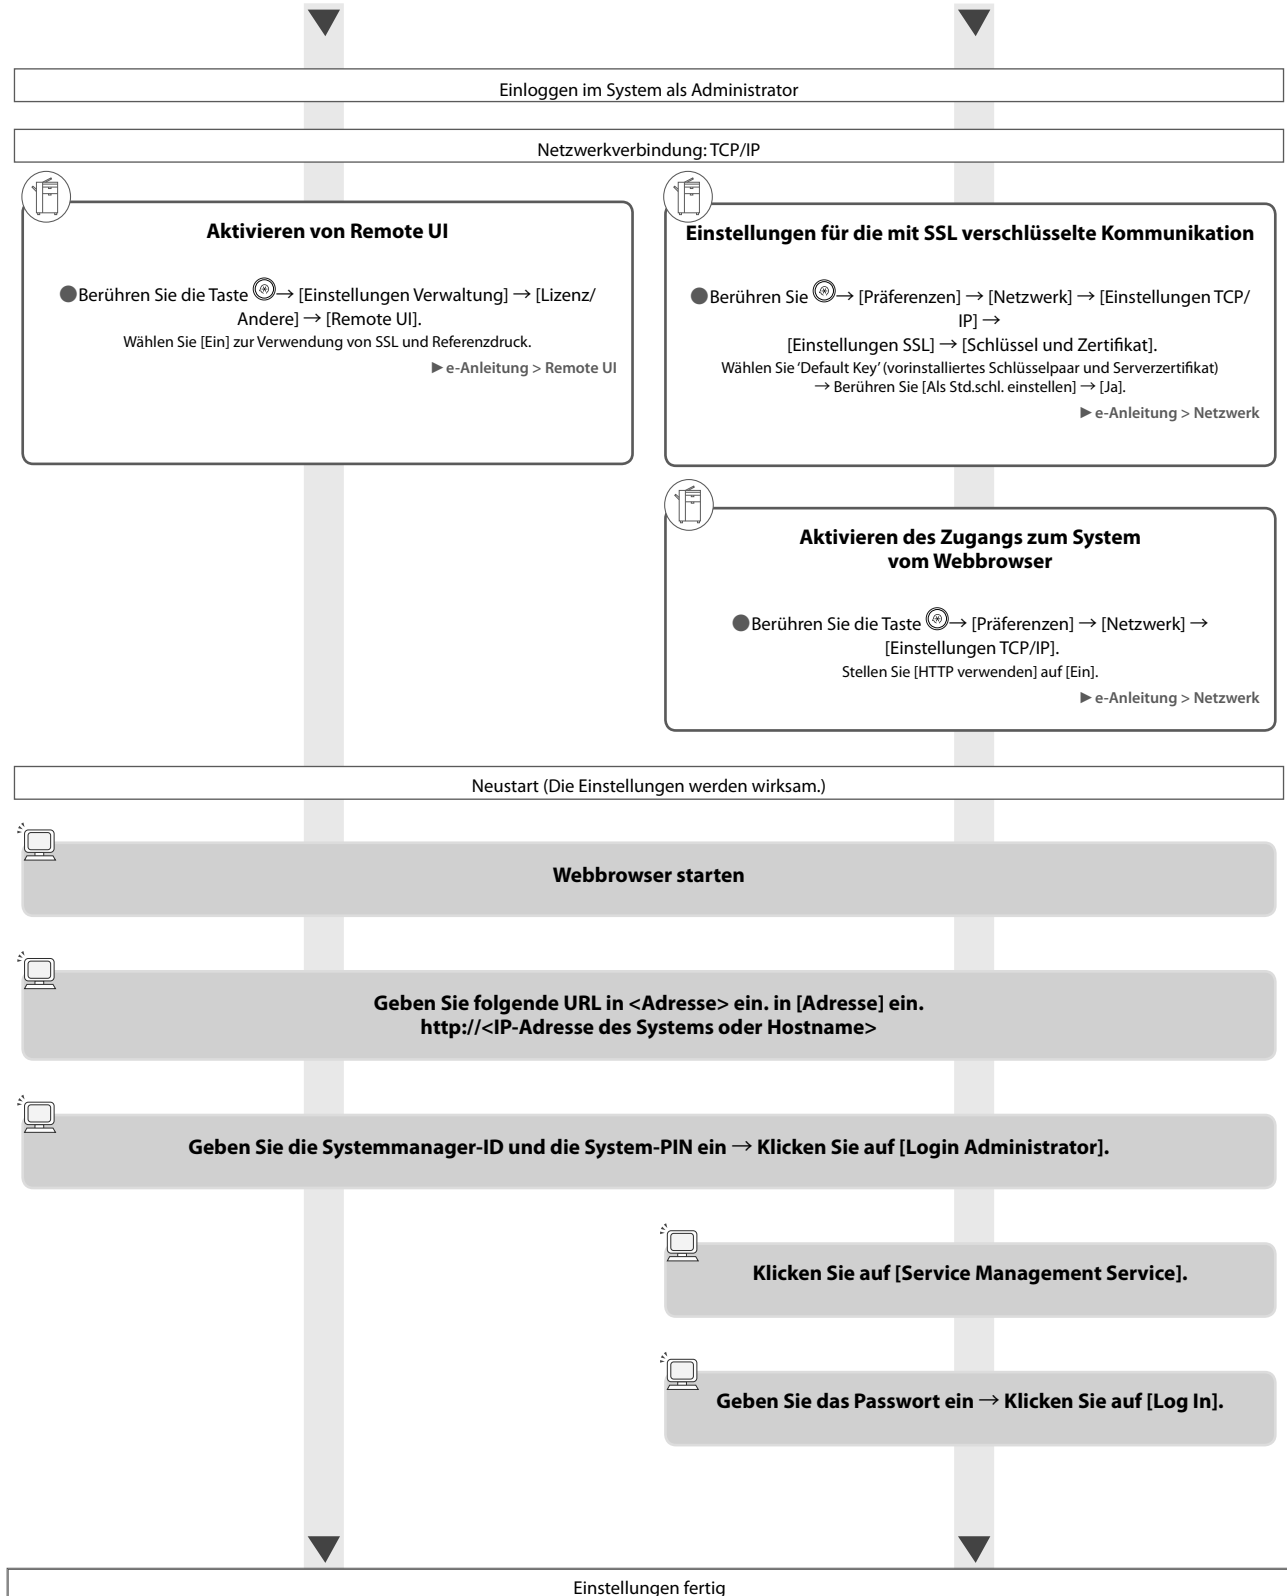 Einloggen im System als Administrator
Netzwerkverbindung: TCP/IP
Aktivieren von Remote UI
●Berühren Sie die Taste → [Einstellungen Verwaltung] → [Lizenz/
Andere] → [Remote UI].
Wählen Sie [Ein] zur Verwendung von SSL und Referenzdruck.
► e-Anleitung > Remote UI
Einstellungen für die mit SSL verschlüsselte Kommunikation
●Berühren Sie → [Präferenzen] → [Netzwerk] → [Einstellungen TCP/
IP] →
[Einstellungen SSL] → [Schlüssel und Zertifikat].
Wählen Sie ‘Default Key’ (vorinstalliertes Schlüsselpaar und Serverzertifikat)
→ Berühren Sie [Als Std.schl. einstellen] → [Ja].
► e-Anleitung > Netzwerk
Aktivieren des Zugangs zum System
vom Webbrowser
●Berühren Sie die Taste → [Präferenzen] → [Netzwerk] →
[Einstellungen TCP/IP].
Stellen Sie [HTTP verwenden] auf [Ein].
► e-Anleitung > Netzwerk
Neustart (Die Einstellungen werden wirksam.)
Webbrowser starten
Geben Sie folgende URL in <Adresse> ein. in [Adresse] ein.
http://<IP-Adresse des Systems oder Hostname>
Geben Sie die Systemmanager-ID und die System-PIN ein → Klicken Sie auf [Login Administrator].
Klicken Sie auf [Service Management Service].
Geben Sie das Passwort ein → Klicken Sie auf [Log In].
Einstellungen fertig